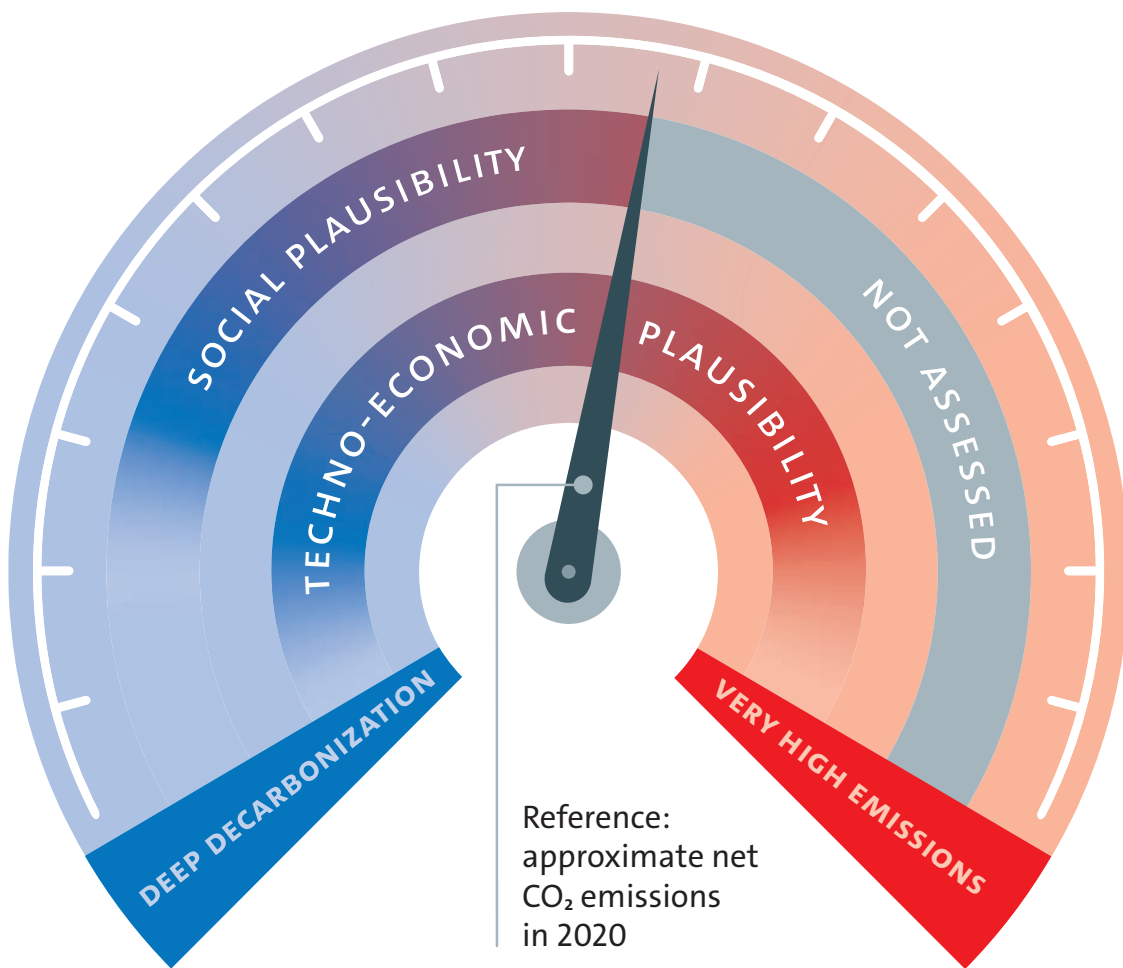 SOCIAL PLAUSIBILITY
NOT ASSESSED
TECHNO-ECONOMIC PLAUSIBILITY
DEEP DECARBONIZATION
VERY HIGH EMISSIONS
Reference:
approximate net
CO₂ emissions
in 2020